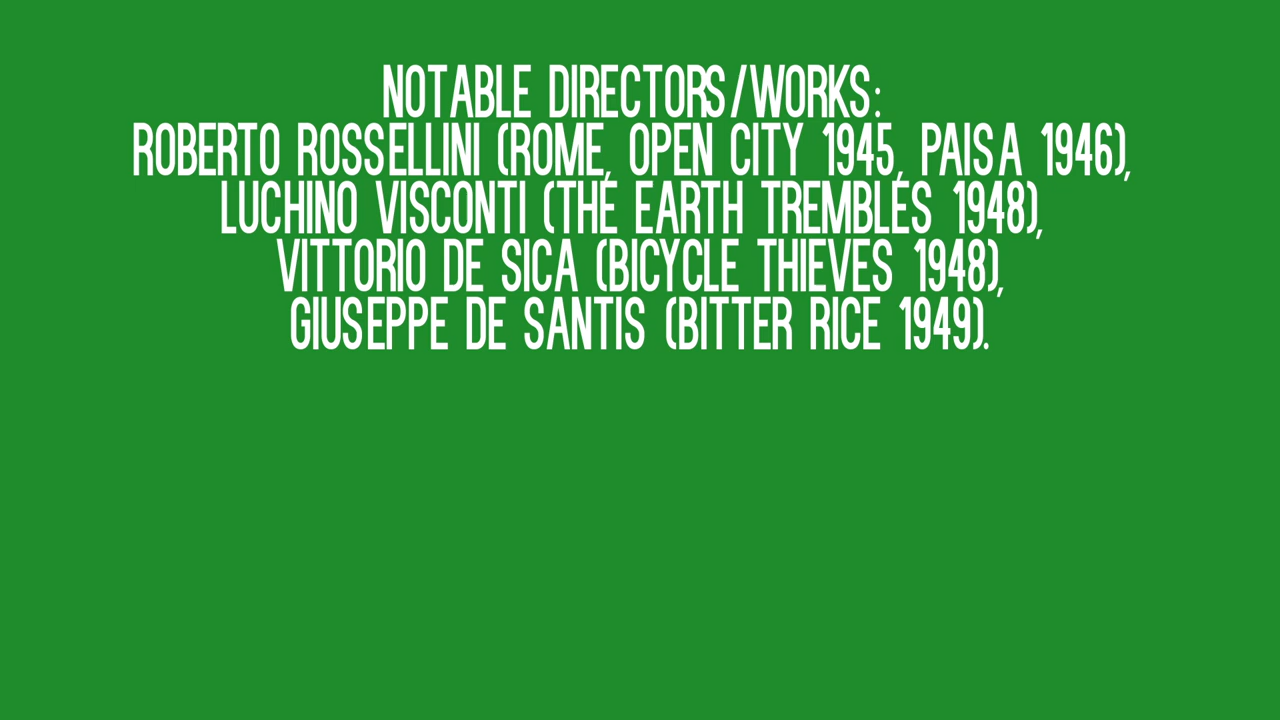 NOTABLE DIRECTORS/WORKS:
ROBERTO ROSSELLINI (ROME, OPEN CITY 1945, PAISA 1946),
LUCHINO VISCONTI (THE EARTH TREMBLES 1948),
VITTORIO DE SICA (BICYCLE THIEVES 1948),
GIUSEPPE DE SANTIS (BITTER RICE 1949).